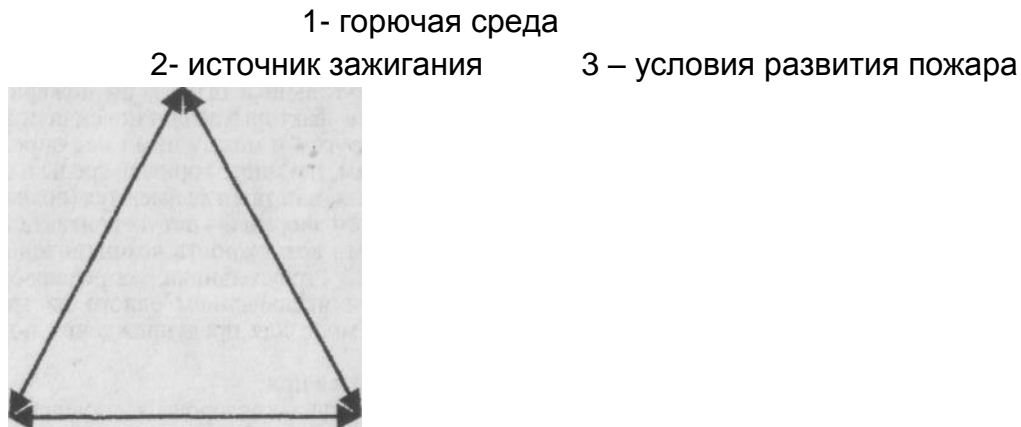 1- горючая среда
2- источник зажигания 3 – условия развития пожара